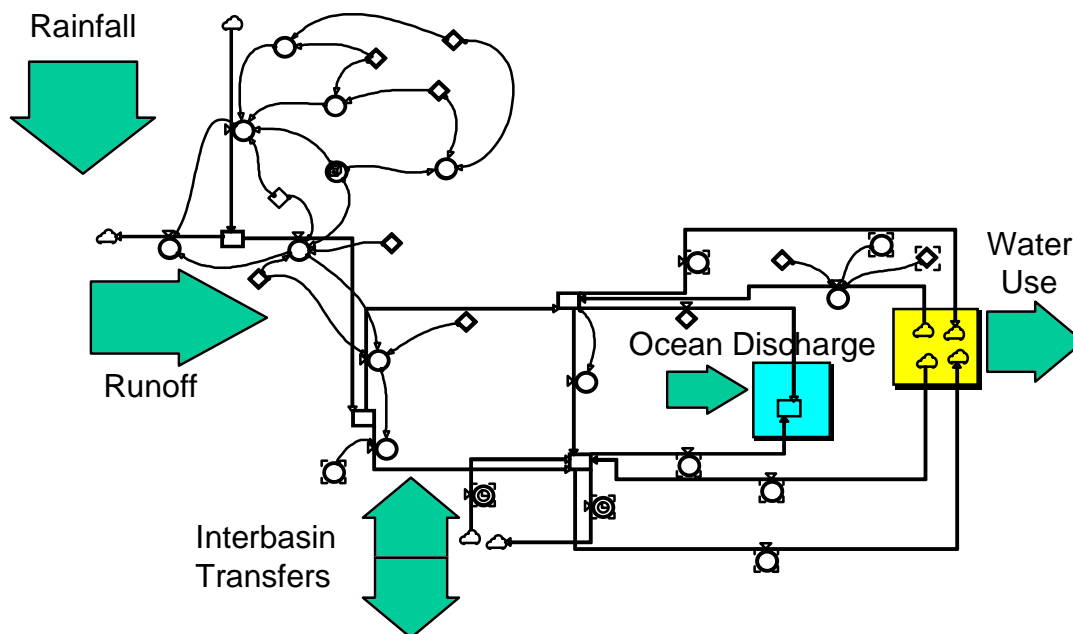 Rainfall
Water
Use
Ocean Discharge
Runoff
Interbasin
Transfers